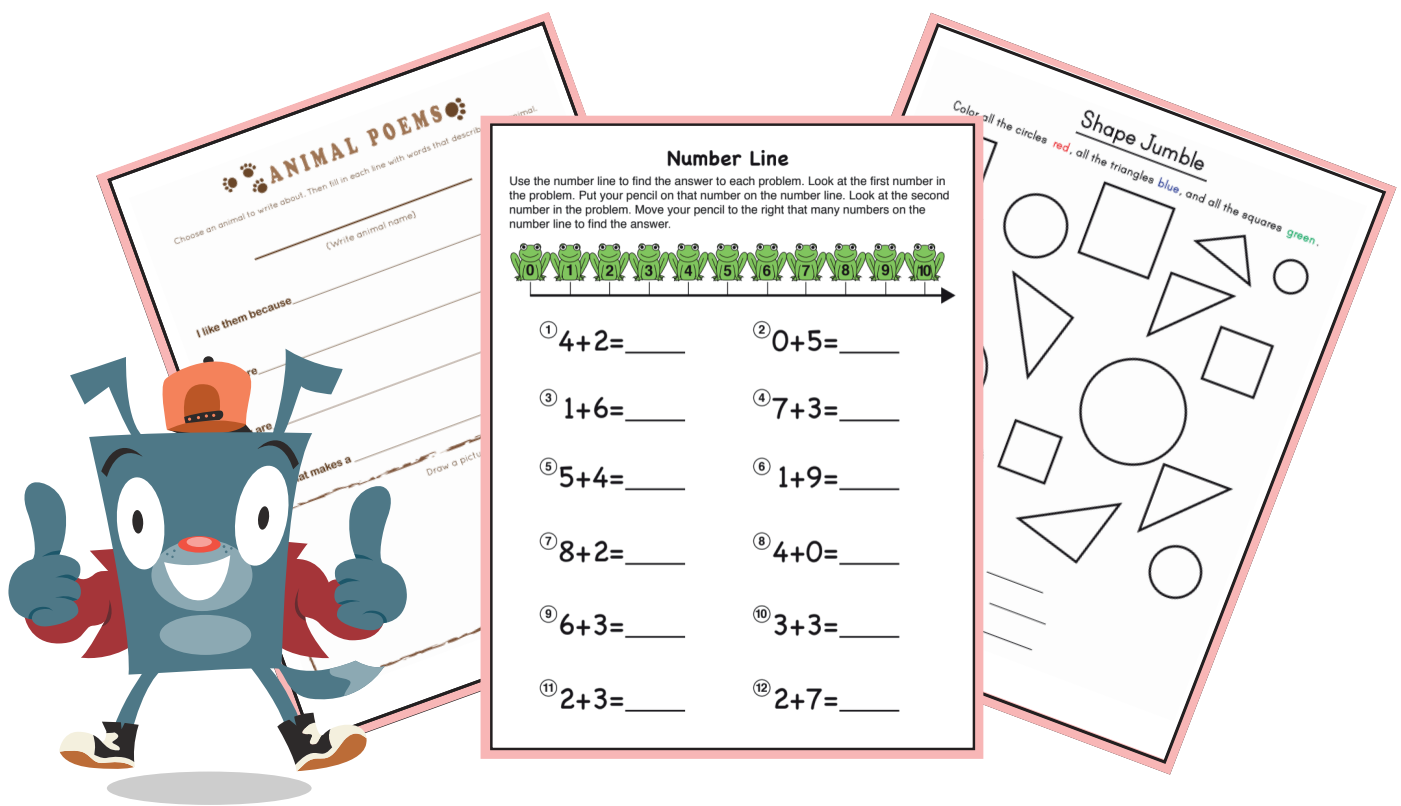 ANIMAL POEMS
Choose an animal to write about. Then fill in each line with words that describ
nimal.
(Write animal name)
I like them because
re
are
at makes a
Draw a pictu
Number Line
Use the number line to find the answer to each problem. Look at the first number in
the problem. Put your pencil on that number on the number line. Look at the second
number in the problem. Move your pencil to the right that many numbers on the
number line to find the answer.
0 1 2 3 4 5 6 7 8 9 10
1 4+2=____ 2 0+5=____
3 1+6=____ 4 7+3=____
5 5+4=____ 6 1+9=____
7 8+2=____ 8 4+0=____
9 6+3=____ 10 3+3=____
11 2+3=____ 12 2+7=____
Shape Jumble
Color all the circles red, all the triangles blue, and all the squares green.